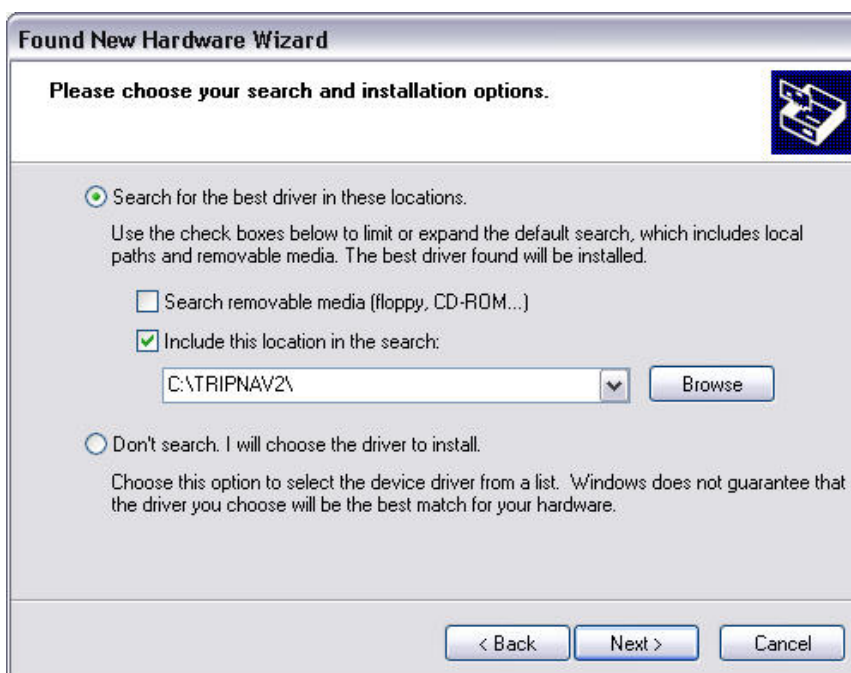 Found New Hardware Wizard
Please choose your search and installation options.
Search for the best driver in these locations.
Use the check boxes below to limit or expand the default search, which includes local
paths and removable media. The best driver found will be installed.
Search removable media (floppy, CD-ROM...)
Include this location in the search:
C:\TRIPNAV2\
Browse
Don't search. I will choose the driver to install.
Choose this option to select the device driver from a list. Windows does not guarantee that
the driver you choose will be the best match for your hardware.
< Back Next > Cancel